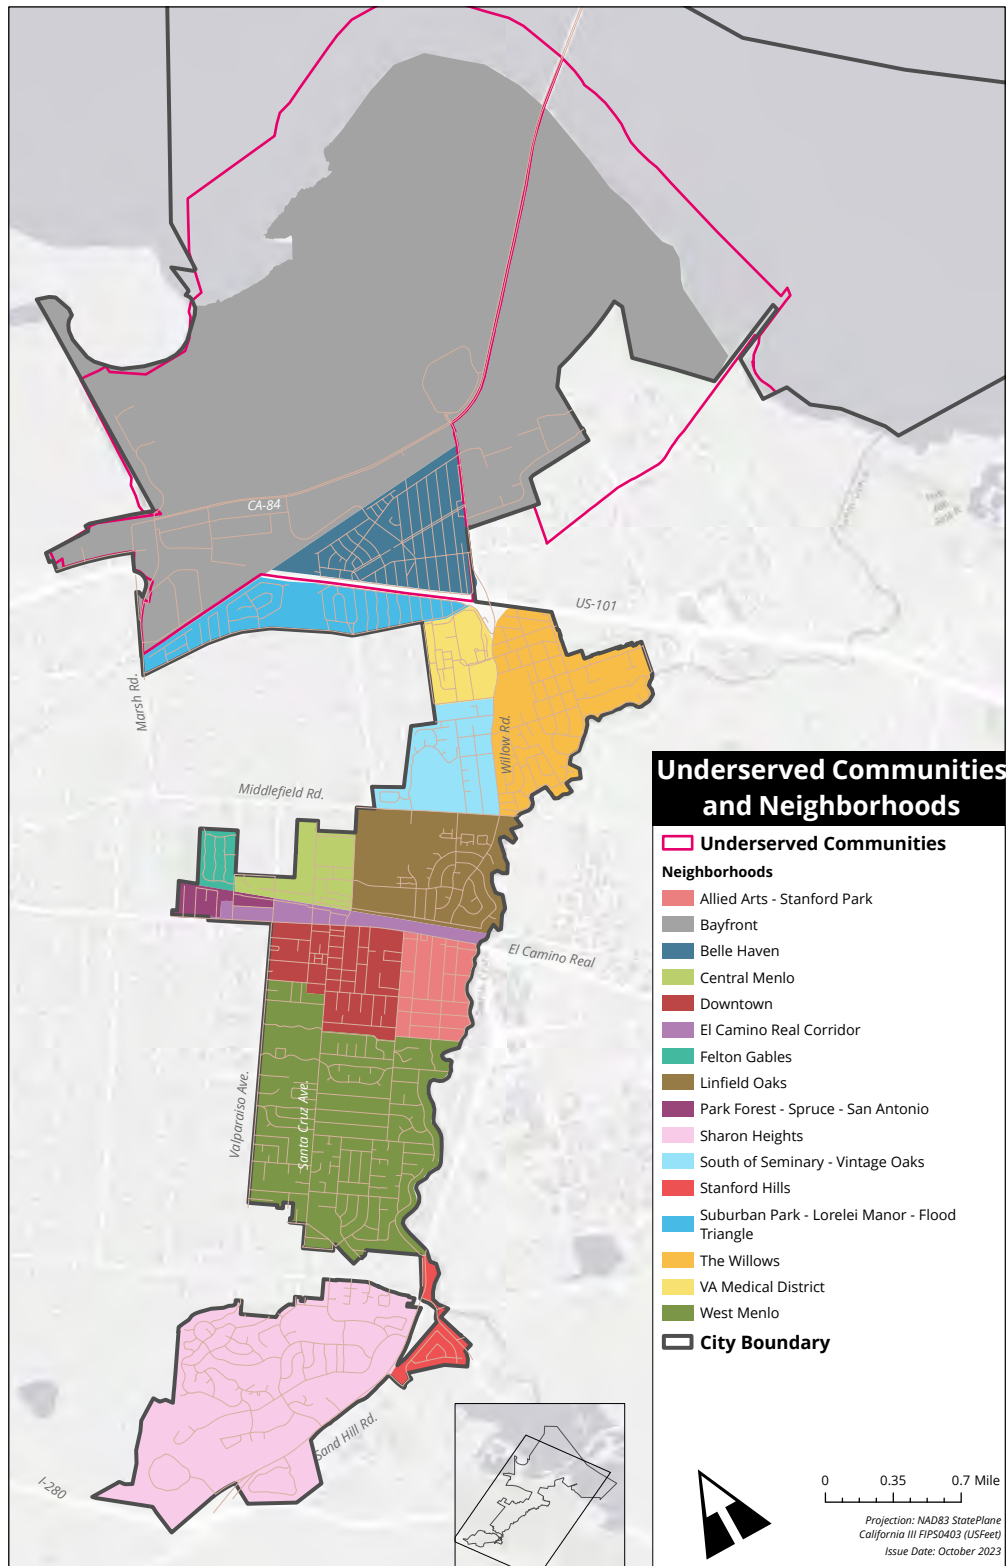 CA-84
US-101
Marsh Rd.
Willow Rd.
Middlefield Rd.
El Camino Real
Valparaiso Ave.
Santa Cruz Ave.
Sand Hill Rd.
I-280
Underserved Communities
and Neighborhoods
Underserved Communities
Neighborhoods
Allied Arts - Stanford Park
Bayfront
Belle Haven
Central Menlo
Downtown
El Camino Real Corridor
Felton Gables
Linfield Oaks
Park Forest - Spruce - San Antonio
Sharon Heights
South of Seminary - Vintage Oaks
Stanford Hills
Suburban Park - Lorelei Manor - Flood
Triangle
The Willows
VA Medical District
West Menlo
City Boundary
0 0.35 0.7 Mile
Projection: NAD83 StatePlane
California III FIPS0403 (USFeet)
Issue Date: October 2023